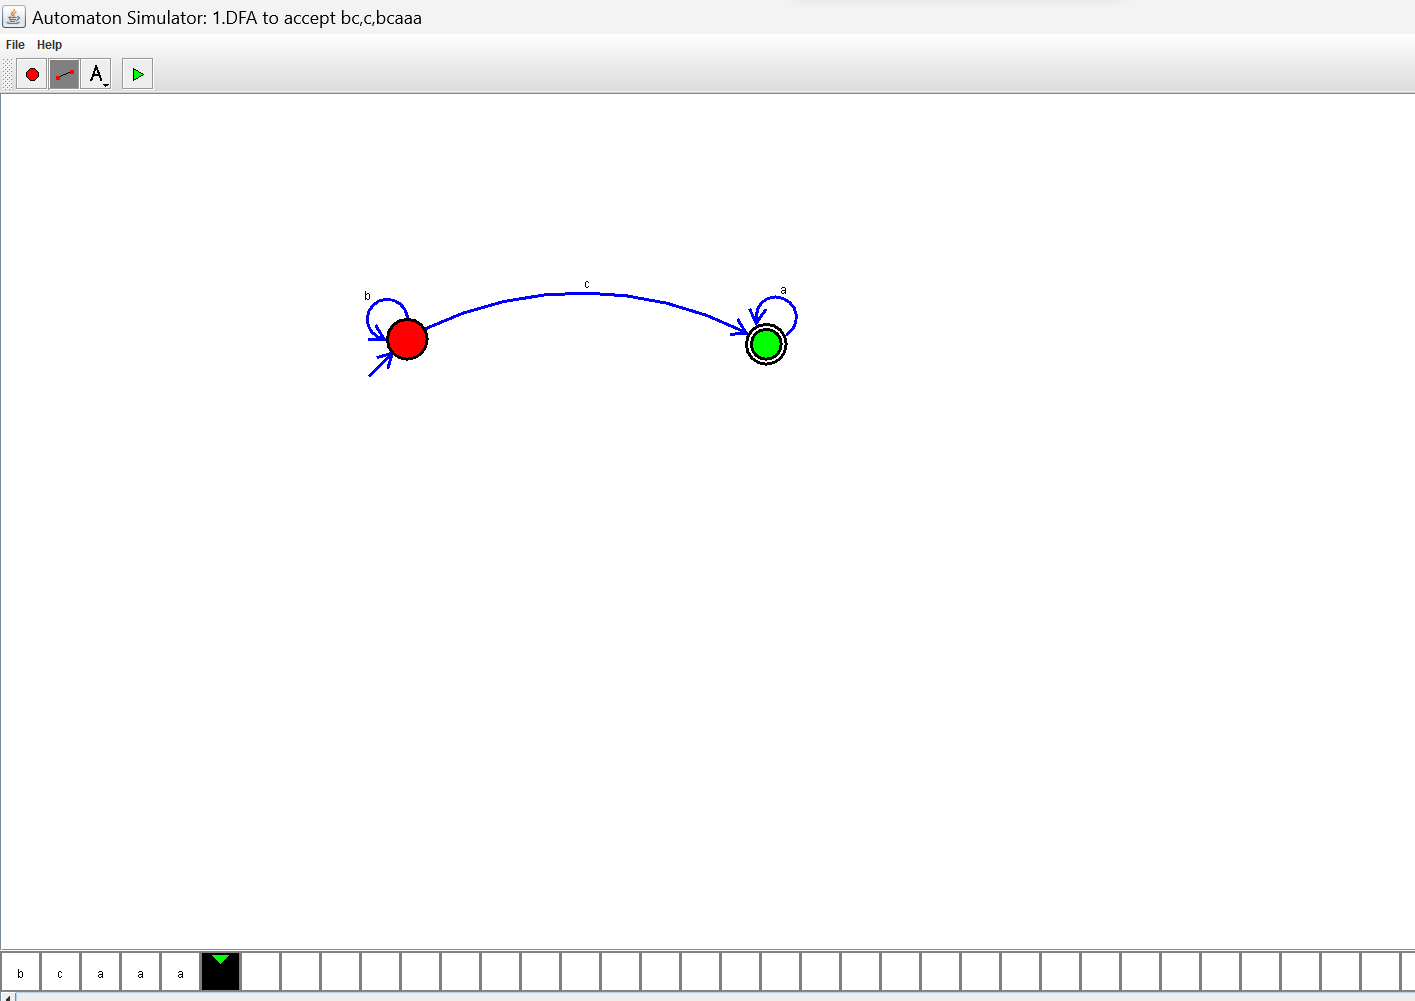 Automaton Simulator: 1.DFA to accept bc,c,bcaaa
File Help
A
c
a
b
b c a a a